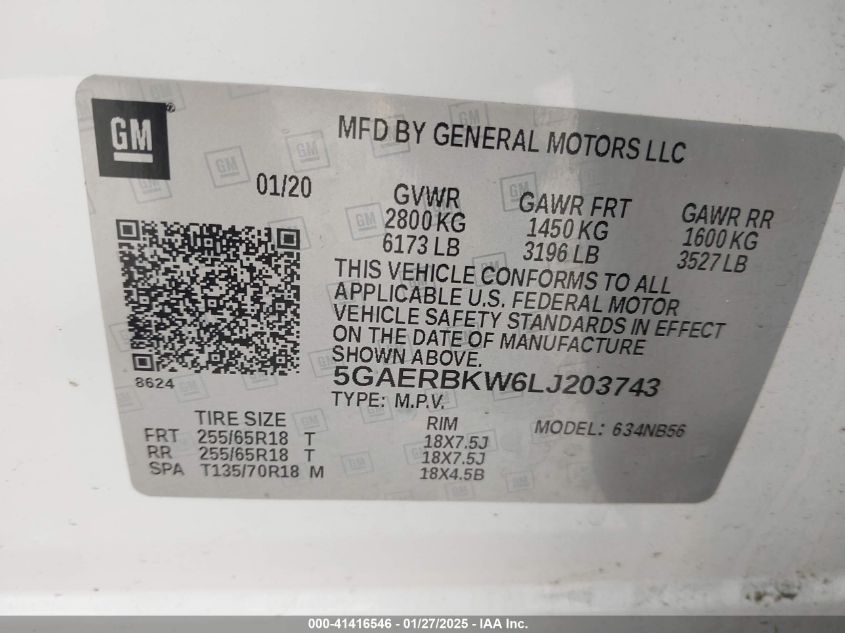 GM
MFD BY GENERAL MOTORS LLC
01/20
GVWR
2800 KG
6173 LB
GAWR FRT
1450 KG
3196 LB
GAWR RR
1600 KG
3527 LB
THIS VEHICLE CONFORMS TO ALL
APPLICABLE U.S. FEDERAL MOTOR
VEHICLE SAFETY STANDARDS IN EFFECT
ON THE DATE OF MANUFACTURE
SHOWN ABOVE.
8624
5GAERBKW6LJ203743
TYPE: M.P.V.
TIRE SIZE
RIM
MODEL: 634NB56
FRT 255/65R18 T 18X7.5J
RR 255/65R18 T 18X7.5J
SPA T135/70R18 M 18X4.5B
000-41416546 - 01/27/2025 - IAA Inc.